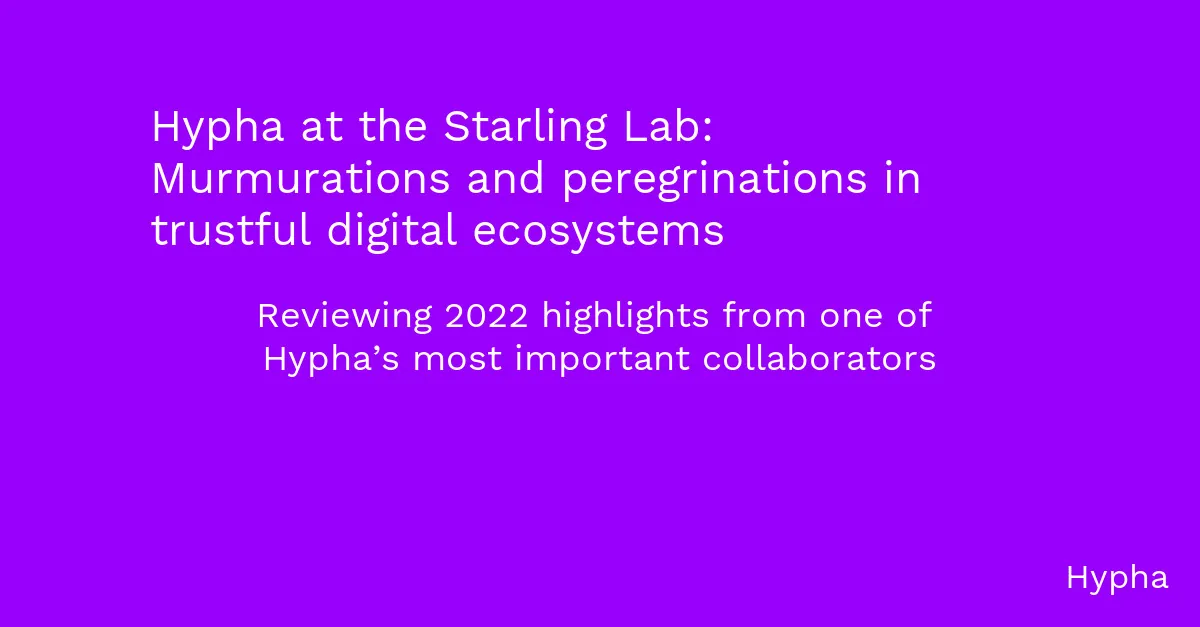 Hypha at the Starling Lab:
Murmurations and peregrinations in
trustful digital ecosystems
Reviewing 2022 highlights from one of
Hypha’s most important collaborators
Hypha